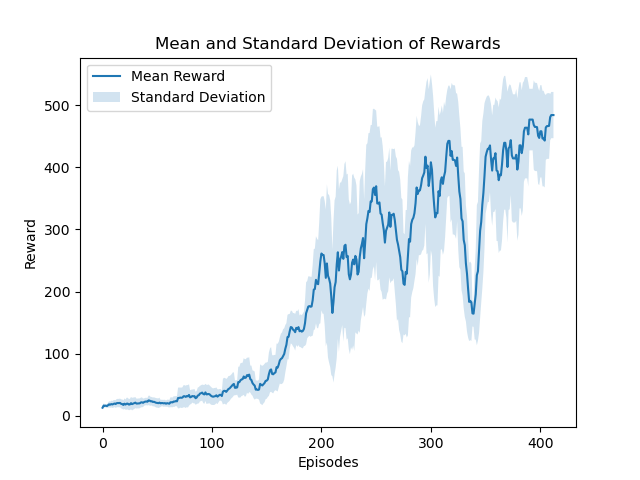 Mean and Standard Deviation of Rewards
Mean Reward
Standard Deviation
500
400
300
200
100
0
Reward
0 100 200 300 400
Episodes